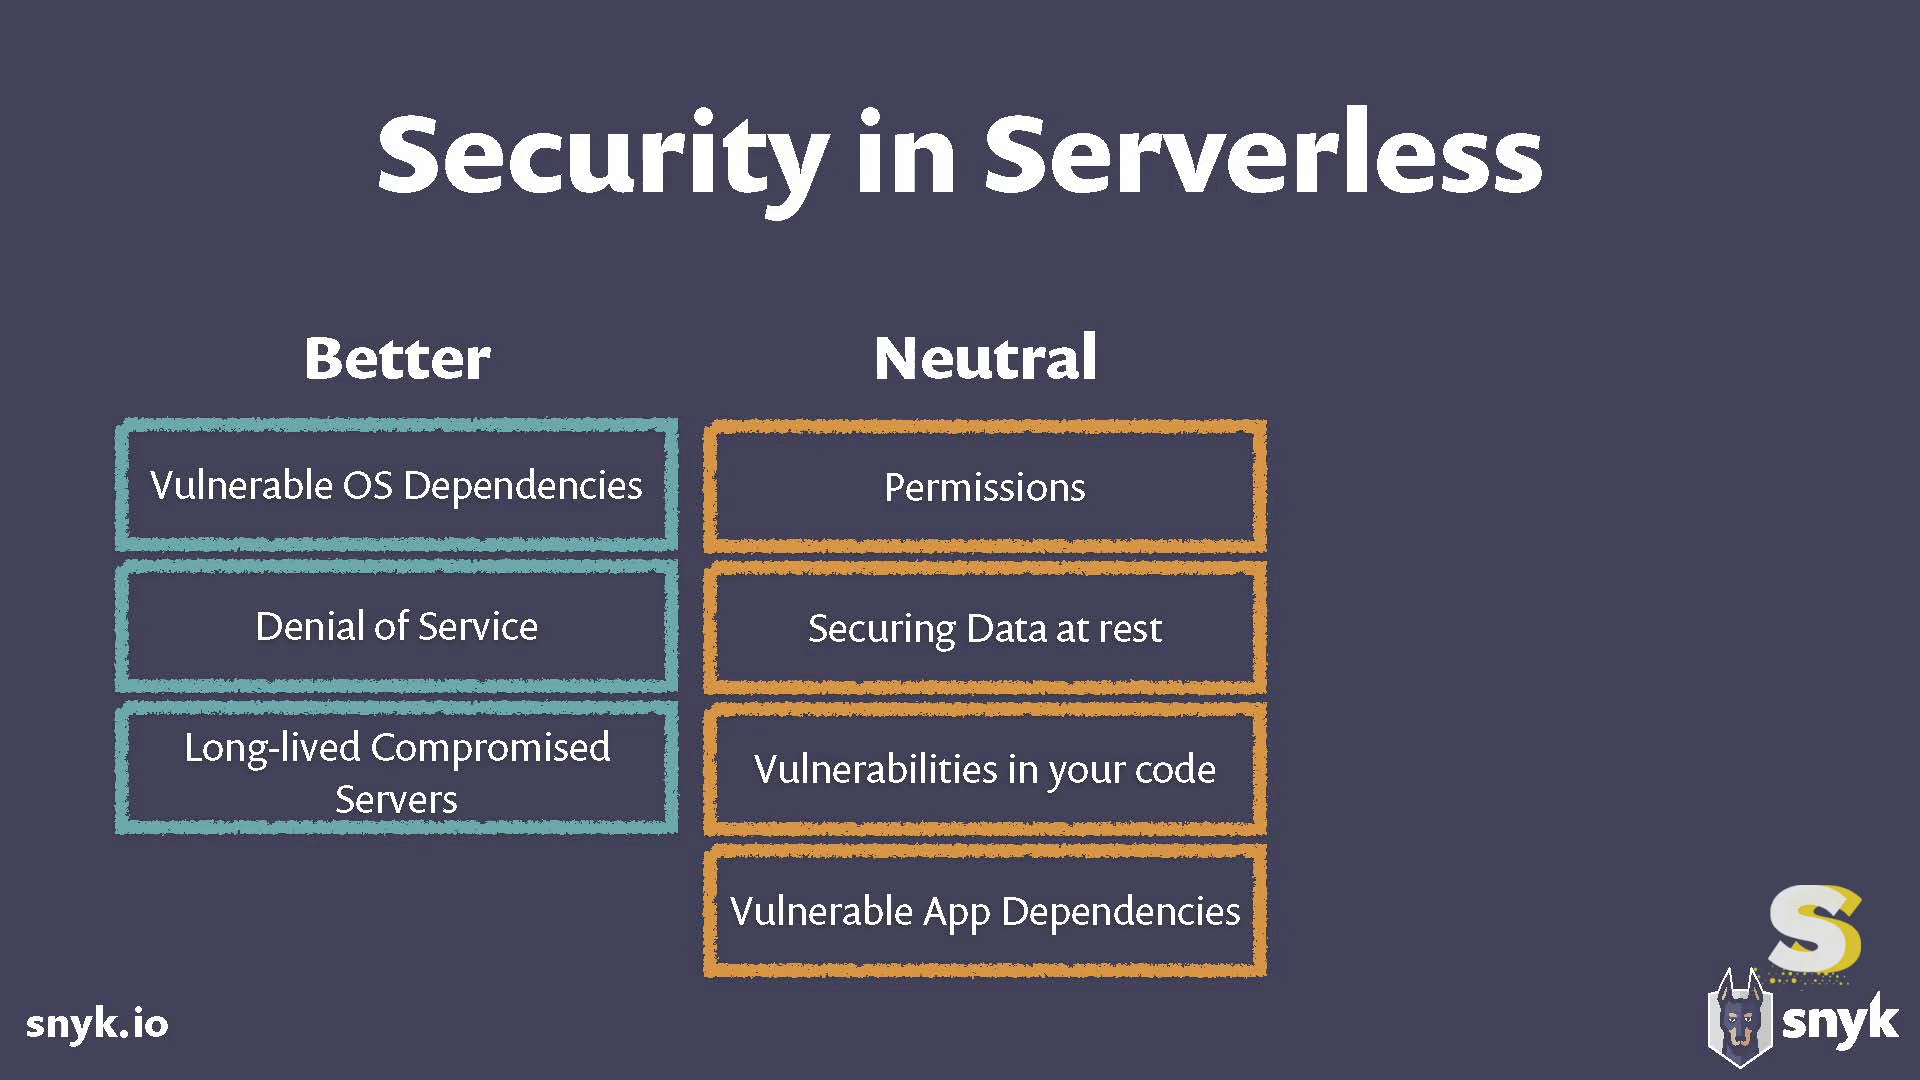 Security in Serverless
Better
Vulnerable OS Dependencies
Denial of Service
Long-lived Compromised
Servers
Neutral
Permissions
Securing Data at rest
Vulnerabilities in your code
Vulnerable App Dependencies
snyk.io
S
snyk